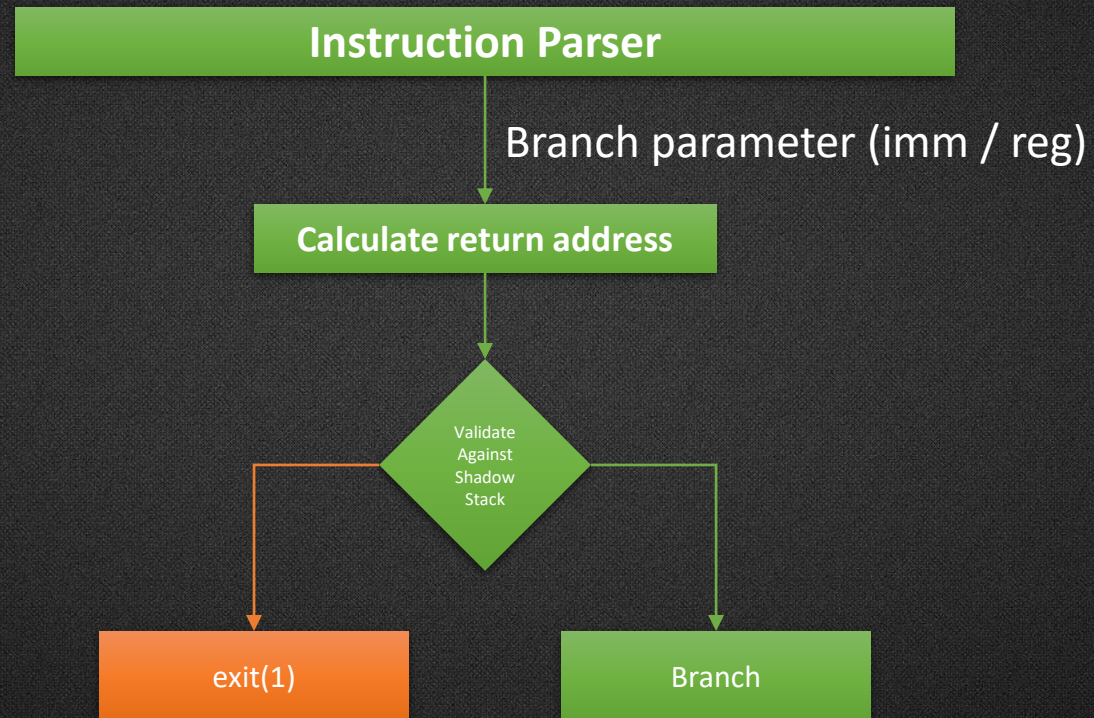 Instruction Parser
Branch parameter (imm / reg)
Calculate return address
Validate
Against
Shadow
Stack
exit(1)
Branch